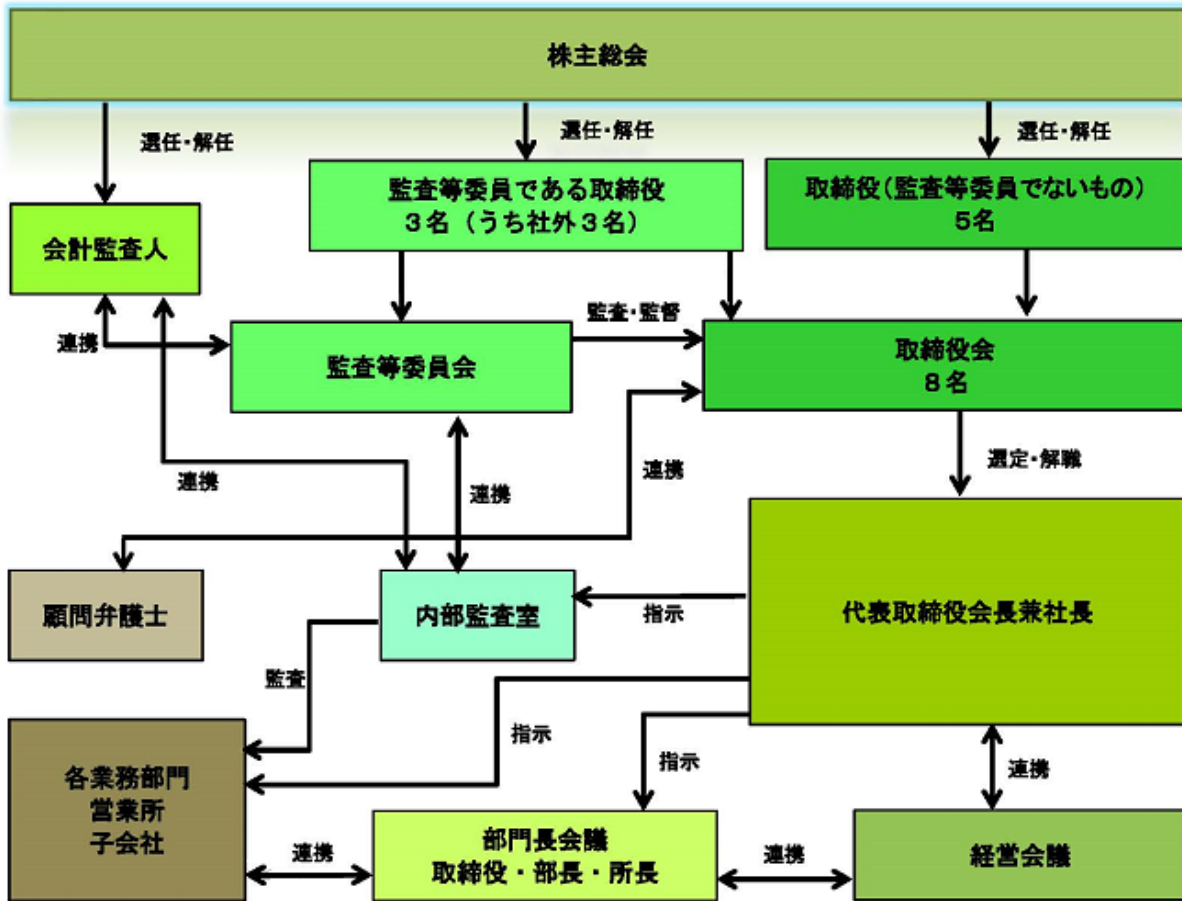 株主総会
選任・解任
選任・解任
選任・解任
監査等委員である取締役
３名（うち社外３名）
取締役（監査等委員でないもの）
５名
会計監査人
監査・監督
連携
監査等委員会
取締役会
８名
連携
連携
連携
選定・解職
顧問弁護士
内部監査室
指示
代表取締役会長兼社長
監査
指示
指示
連携
各業務部門
営業所
子会社
部門長会議
取締役・部長・所長
連携
連携
経営会議